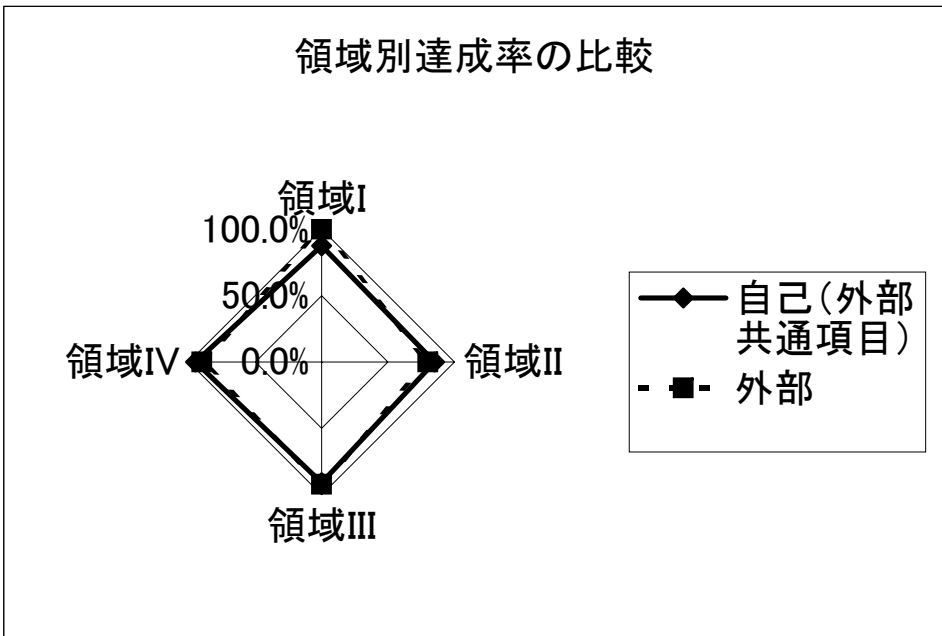 領域別達成率の比較
領域I
100.0%
50.0%
領域IV
0.0%
領域II
領域III
自己（外部
共通項目）
外部